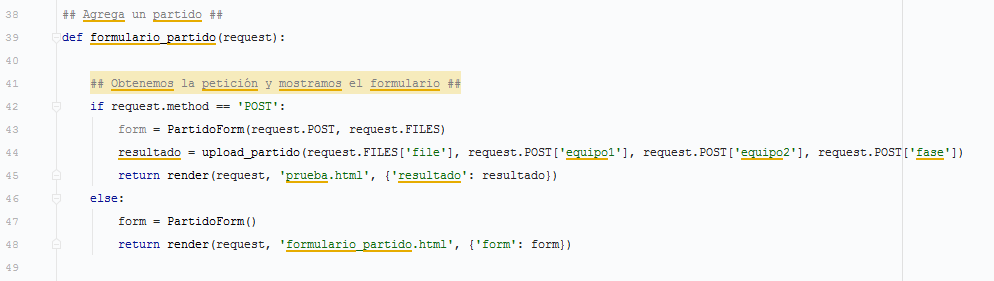 38 ## Agrega un partido ##
39 def formulario_partido(request):
40
41 ## Obtenemos la petición y mostramos el formulario ##
42 if request.method == 'POST':
43 form = PartidoForm(request.POST, request.FILES)
44 resultado = upload_partido(request.FILES['file'], request.POST['equipo1'], request.POST['equipo2'], request.POST['fase'])
45 return render(request, 'prueba.html', {'resultado': resultado})
46 else:
47 form = PartidoForm()
48 return render(request, 'formulario_partido.html', {'form': form})
49